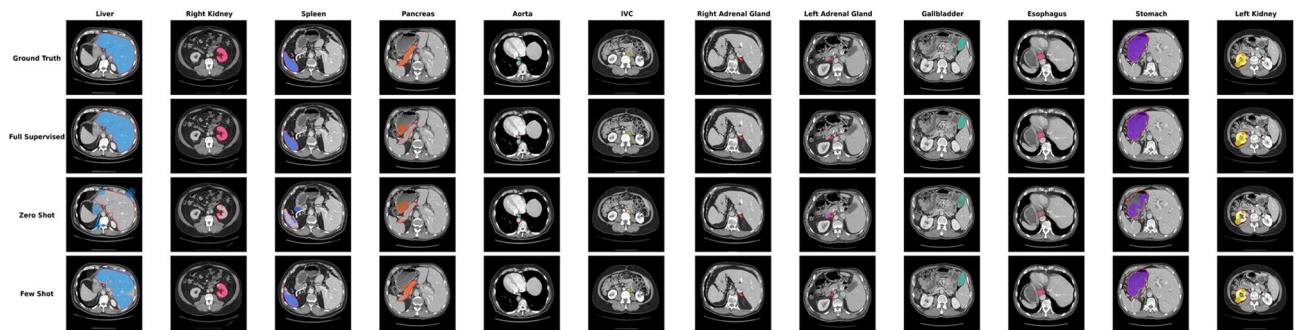 Liver Right Kidney Spleen Pancreas Aorta IVC Right Adrenal Gland Left Adrenal Gland Gallbladder Esophagus Stomach Left Kidney
Ground Truth
Full Supervised
Zero Shot
Few Shot